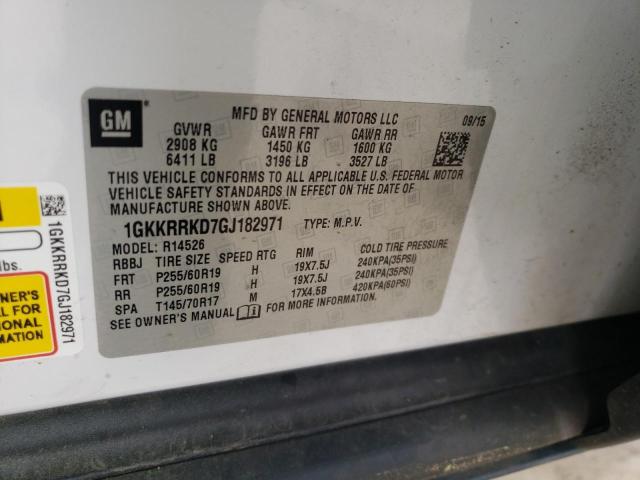 GM
MFD BY GENERAL MOTORS LLC
09/15
GVWR GAWR FRT GAWR RR
2908 KG 1450 KG 1600 KG
6411 LB 3196 LB 3527 LB
THIS VEHICLE CONFORMS TO ALL APPLICABLE U.S. FEDERAL MOTOR
VEHICLE SAFETY STANDARDS IN EFFECT ON THE DATE OF
MANUFACTURE SHOWN ABOVE.
1GKKRRKD7GJ182971 TYPE: M.P.V.
MODEL: R14526
RBBJ TIRE SIZE SPEED RTG RIM COLD TIRE PRESSURE
FRT P255/60R19 H 19X7.5J 240KPA(35PSI)
RR P255/60R19 H 19X7.5J 240KPA(35PSI)
SPA T145/70R17 M 17X4.5B 420KPA(60PSI)
SEE OWNER'S MANUAL FOR MORE INFORMATION.
lbs.
OWNER'S
MATION
1GKKRRKD7GJ182971